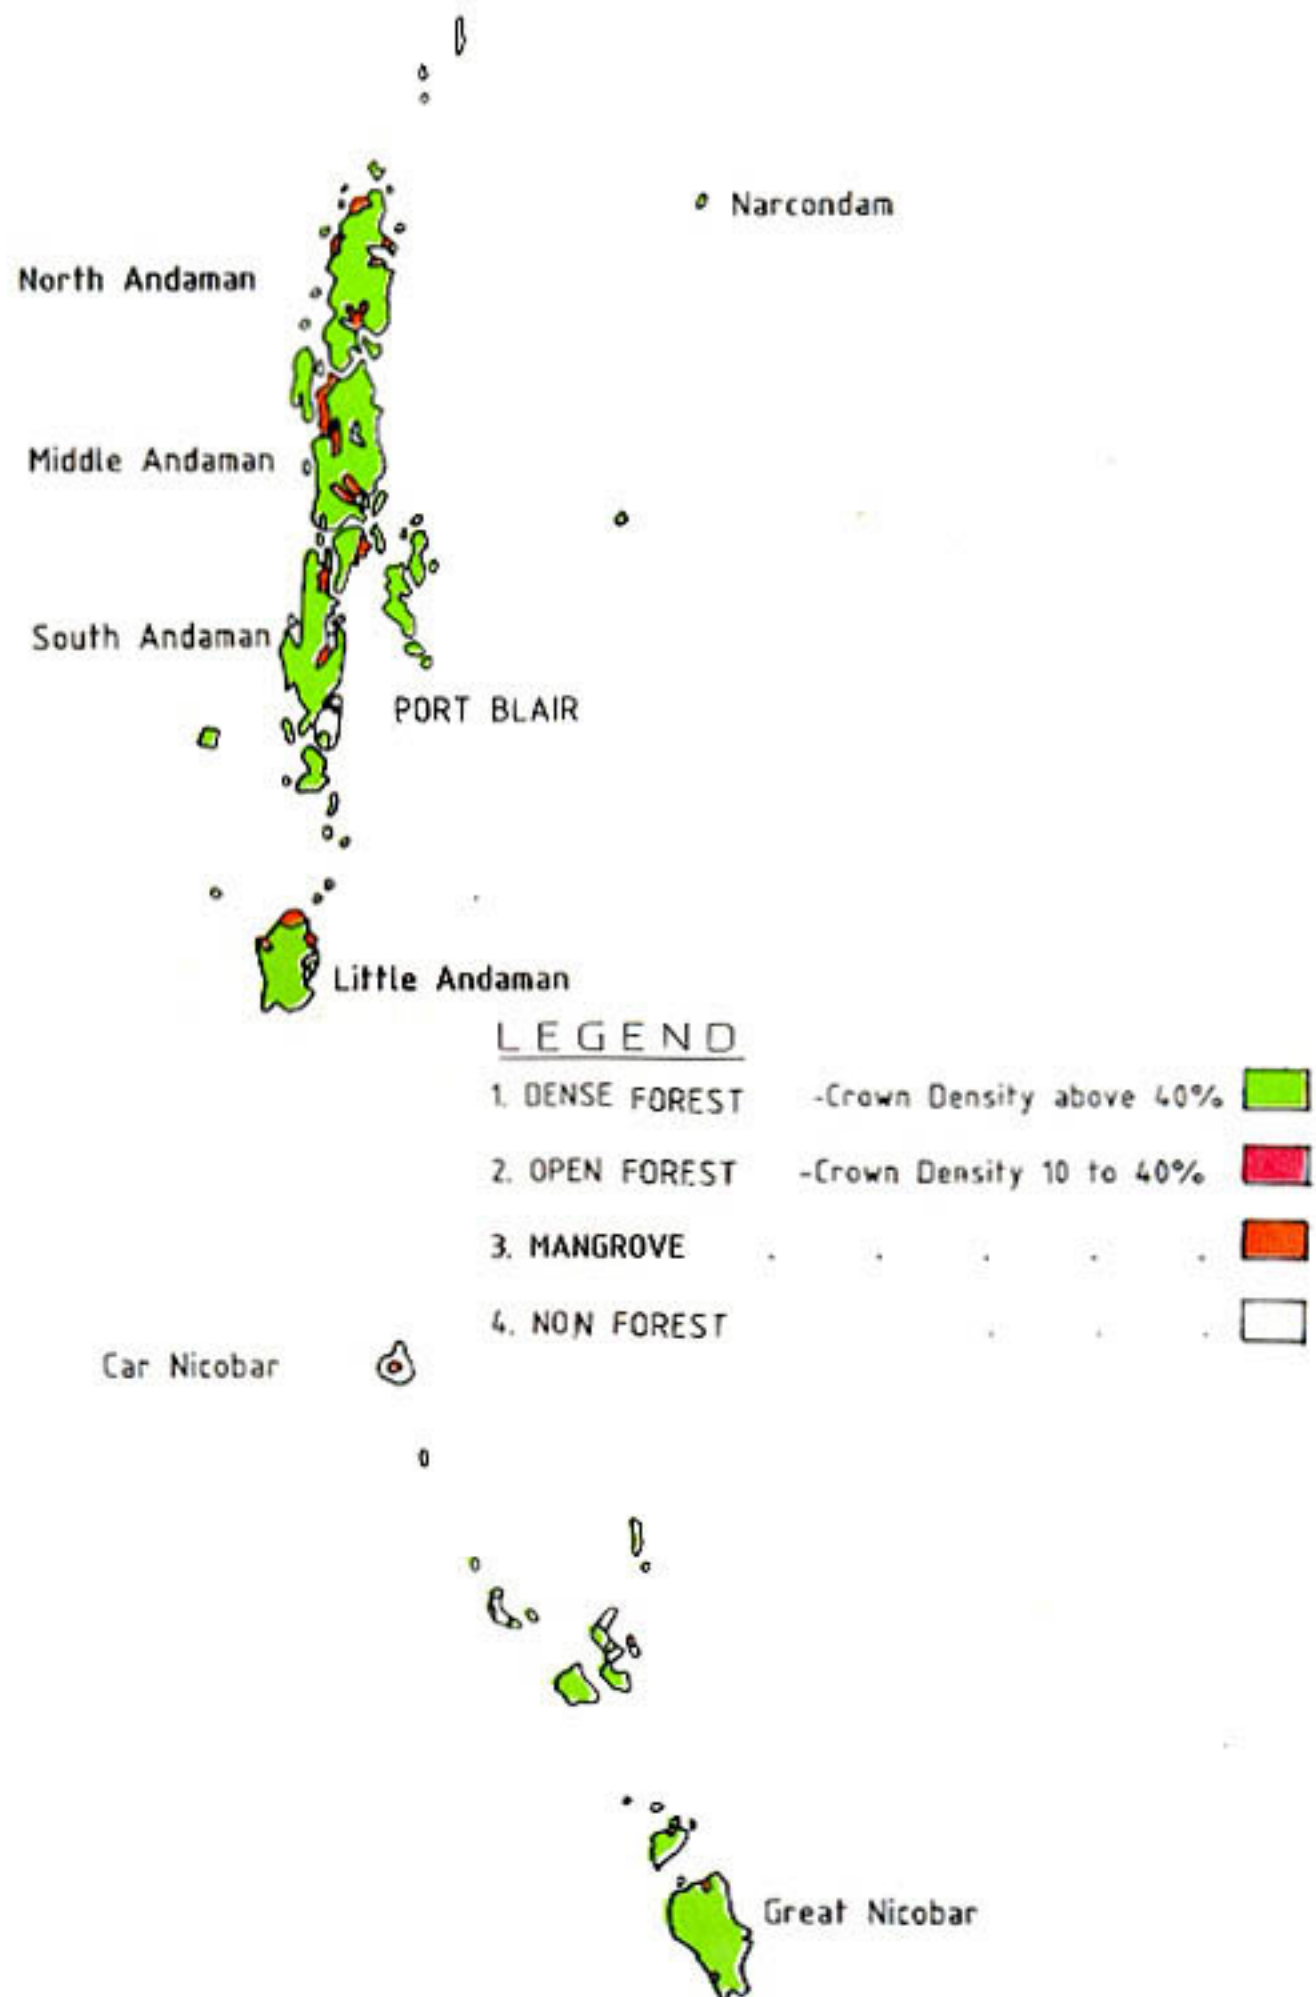 Narcondam
North Andaman
Middle Andaman
South Andaman
PORT BLAIR
Little Andaman
LEGEND
1. DENSE FOREST -Crown Density above 40%
2. OPEN FOREST -Crown Density 10 to 40%
3. MANGROVE . . . . .
4. NON FOREST . . .
Car Nicobar
Great Nicobar